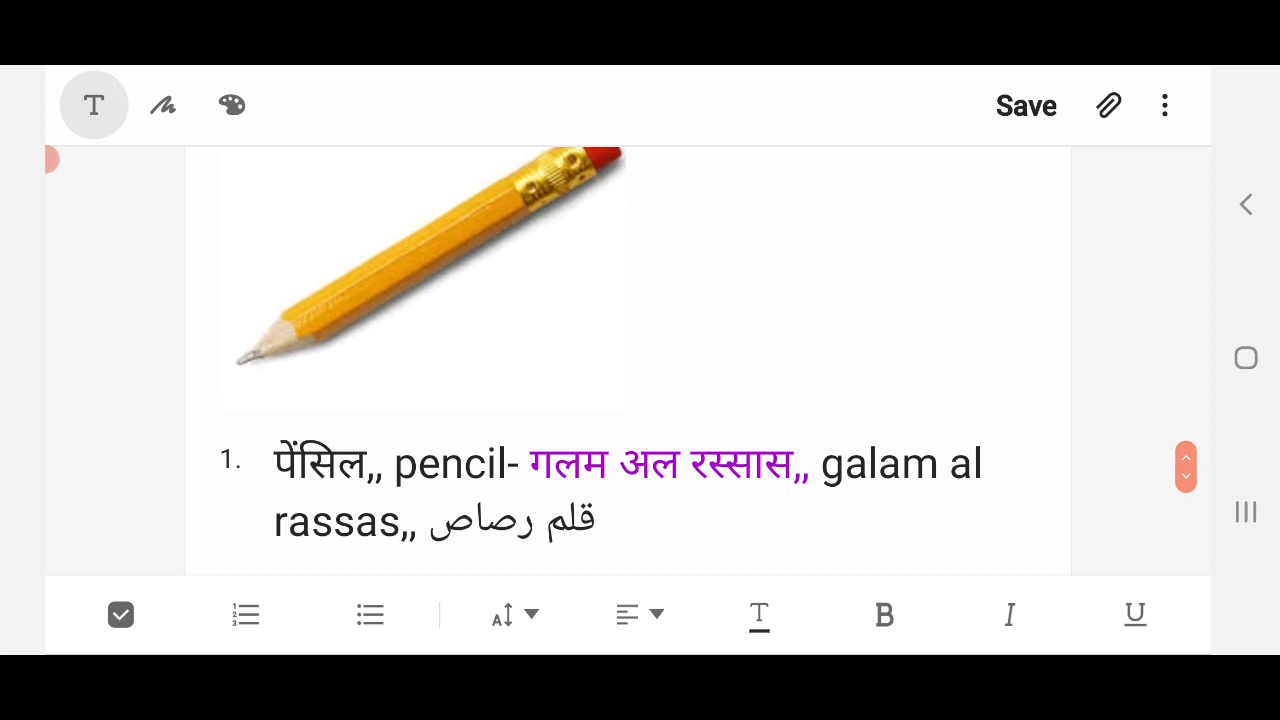 Save
1. पेंसिल,, pencil- गलम अल रस्सास,, galam al
rassas,, قلم رصاص